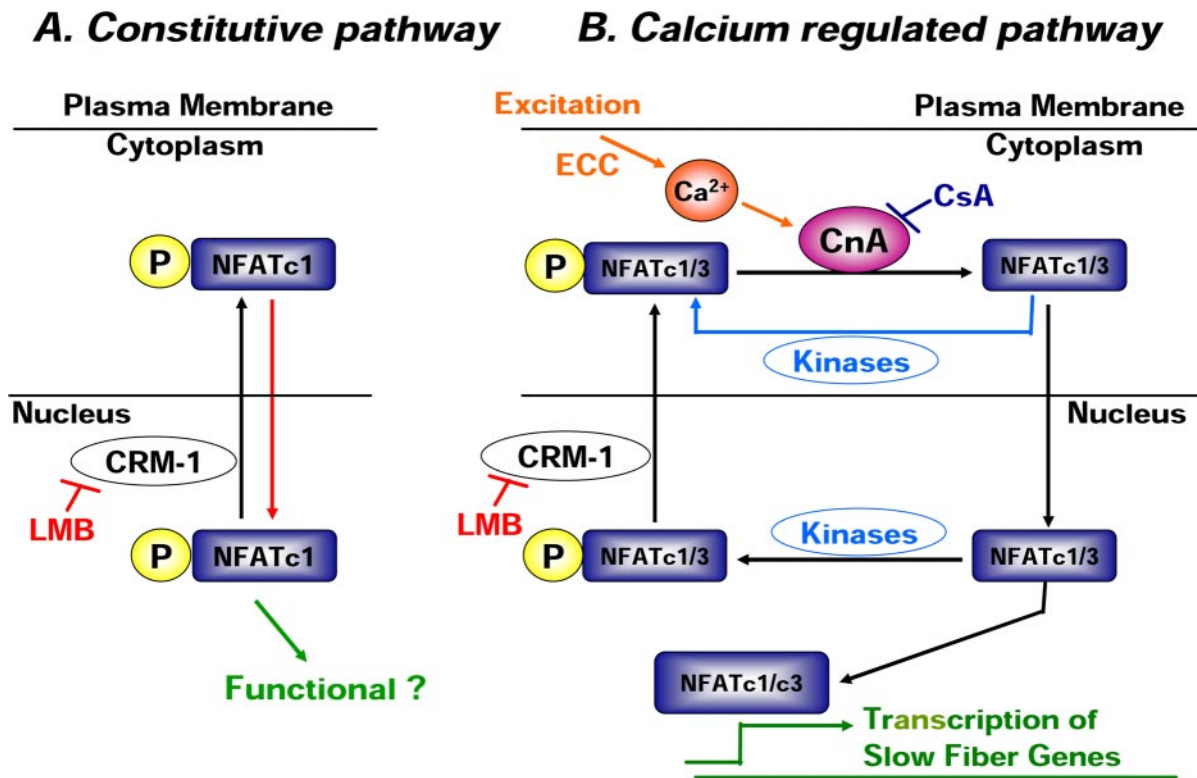 A. Constitutive pathway
Plasma Membrane
Cytoplasm
P
NFATc1
Nucleus
CRM-1
LMB
P
NFATc1
Functional ?
B. Calcium regulated pathway
Excitation
Plasma Membrane
Cytoplasm
ECC
Ca²⁺
CsA
CnA
P
NFATc1/3
NFATc1/3
Kinases
Nucleus
CRM-1
LMB
Kinases
P
NFATc1/3
NFATc1/3
NFATc1/c3
Transcription of
Slow Fiber Genes